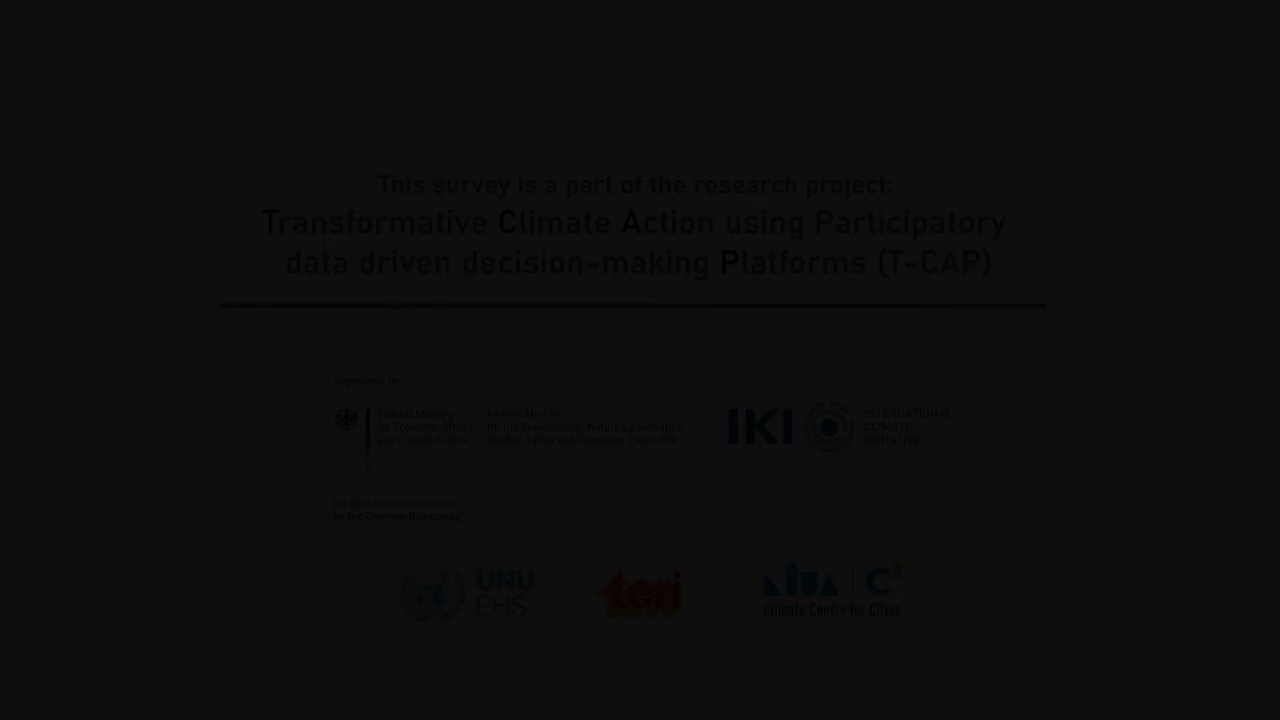 This survey is a part of the research project:
Transformative Climate Action using Participatory
data driven decision-making Platforms (T-CAP)
Supported by:
Federal Ministry
for Economic Affairs
and Climate Action
Federal Ministry
for the Environment, Nature Conservation
Nuclear Safety and Consumer Protection
IKI
INTERNATIONAL
CLIMATE
INITIATIVE
on the basis of a decision
by the German Bundestag
UNU
EHS
teri
NIUA C³
Climate Centre for Cities